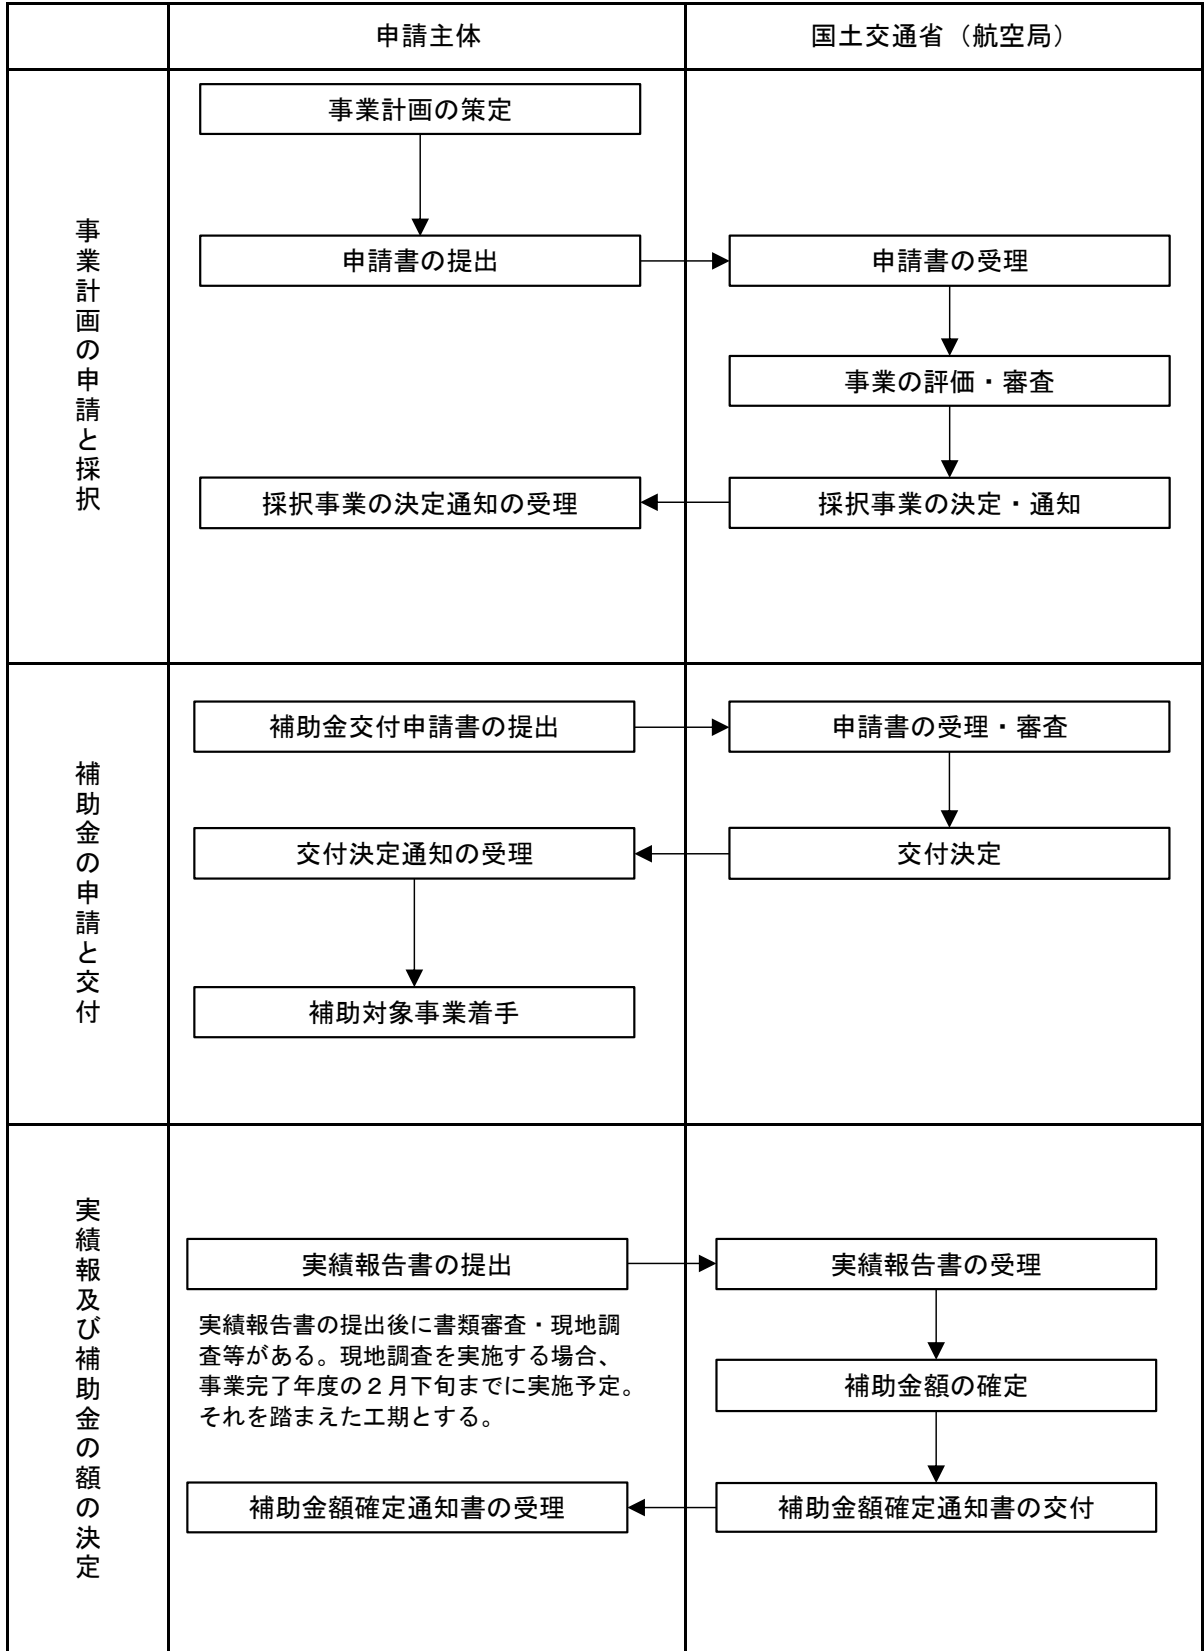 申請主体
国土交通省（航空局）
事業計画の申請と採択
事業計画の策定
申請書の提出
申請書の受理
事業の評価・審査
採択事業の決定通知の受理
採択事業の決定・通知
補助金の申請と交付
補助金交付申請書の提出
申請書の受理・審査
交付決定通知の受理
交付決定
補助対象事業着手
実績報及び補助金の額の決定
実績報告書の提出
実績報告書の受理
実績報告書の提出後に書類審査・現地調
査等がある。現地調査を実施する場合、
事業完了年度の２月下旬までに実施予定。
それを踏まえた工期とする。
補助金額の確定
補助金額確定通知書の受理
補助金額確定通知書の交付